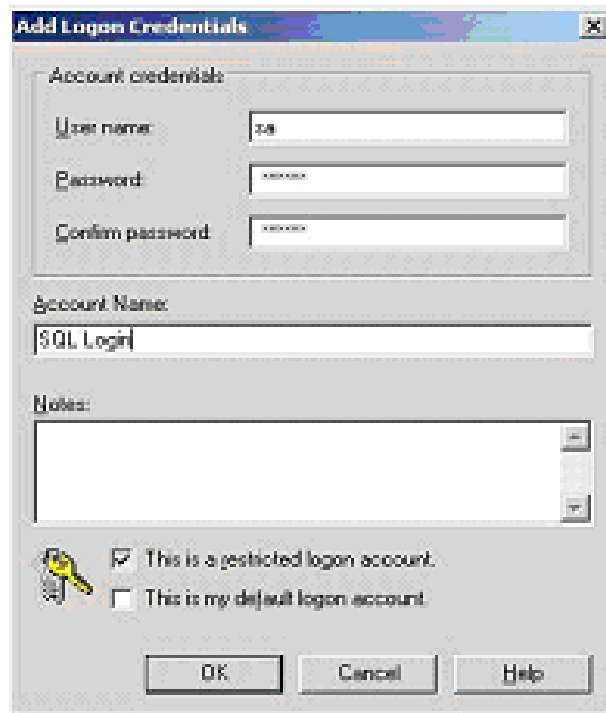 Add Logon Credentials
Account credentials
User name:
sa
Password:
Confirm password:
Account Name:
SQL Login
Notes:
This is a restricted logon account.
This is my default logon account.
OK
Cancel
Help